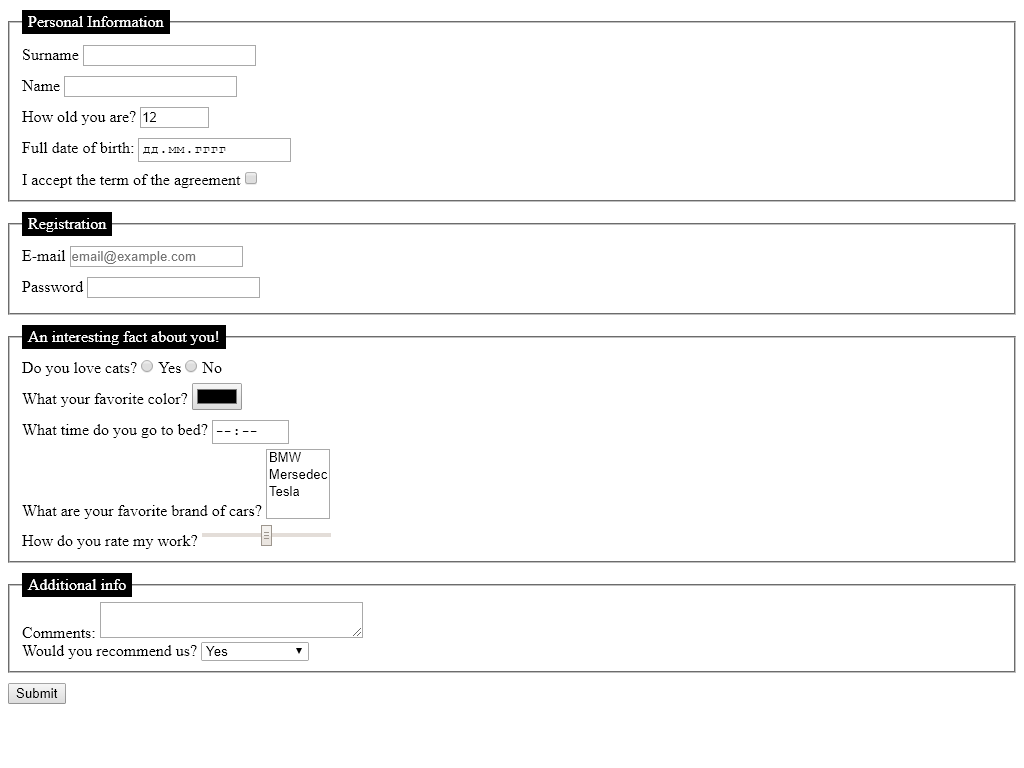 Personal Information
Surname
Name
How old you are? 12
Full date of birth: дд.мм.гггг
I accept the term of the agreement
Registration
E-mail email@example.com
Password
An interesting fact about you!
Do you love cats? Yes No
What your favorite color?
What time do you go to bed? --:--
BMW
Mersedec
Tesla
What are your favorite brand of cars?
How do you rate my work?
Additional info
Comments:
Would you recommend us? Yes
Submit